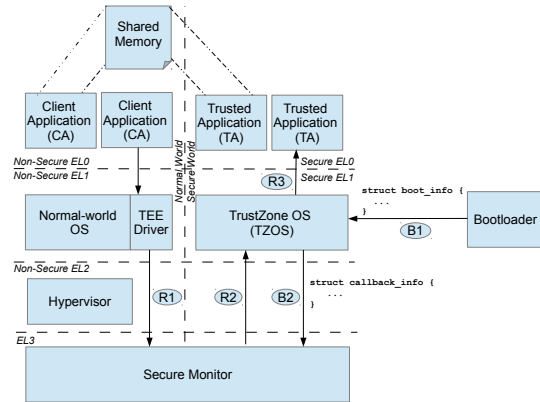 Shared
Memory
Client
Application
(CA)
Client
Application
(CA)
Trusted
Application
(TA)
Trusted
Application
(TA)
Non-Secure EL0
Non-Secure EL1
Normal World
Secure World
Secure EL0
Secure EL1
R3
Normal-world
OS
TEE
Driver
TrustZone OS
(TZOS)
struct boot_info {
...
}
B1
Bootloader
Non-Secure EL2
Hypervisor
R1
R2
B2
struct callback_info {
...
}
EL3
Secure Monitor